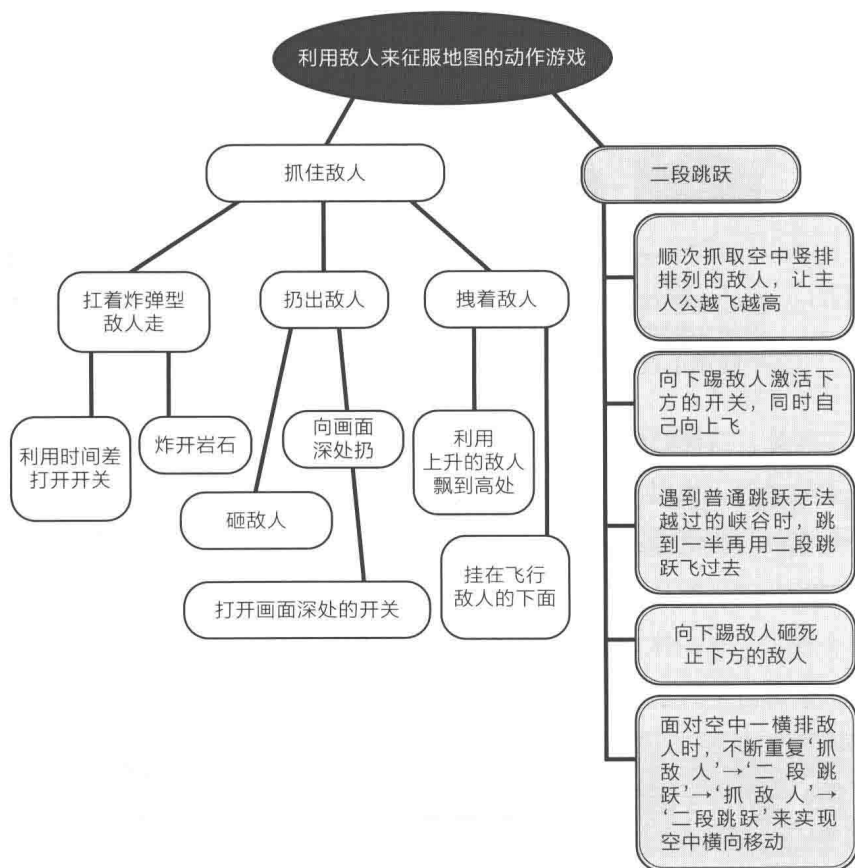 利用敌人来征服地图的动作游戏
抓住敌人
二段跳跃
扛着炸弹型
敌人走
扔出敌人
拽着敌人
利用时间差
打开开关
炸开岩石
向画面
深处扔
砸敌人
打开画面深处的开关
利用
上升的敌人
飘到高处
挂在飞行
敌人的下面
顺次抓取空中竖排
排列的敌人，让主
人公越飞越高
向下踢敌人激活下
方的开关，同时自
己向上飞
遇到普通跳跃无法
越过的峡谷时，跳
到一半再用二段跳
跃飞过去
向下踢敌人砸死
正下方的敌人
面对空中一横排敌
人时，不断重复‘抓
敌人’→‘二段跳
跃’→‘抓敌人’→
‘二段跳跃’来实现
空中横向移动